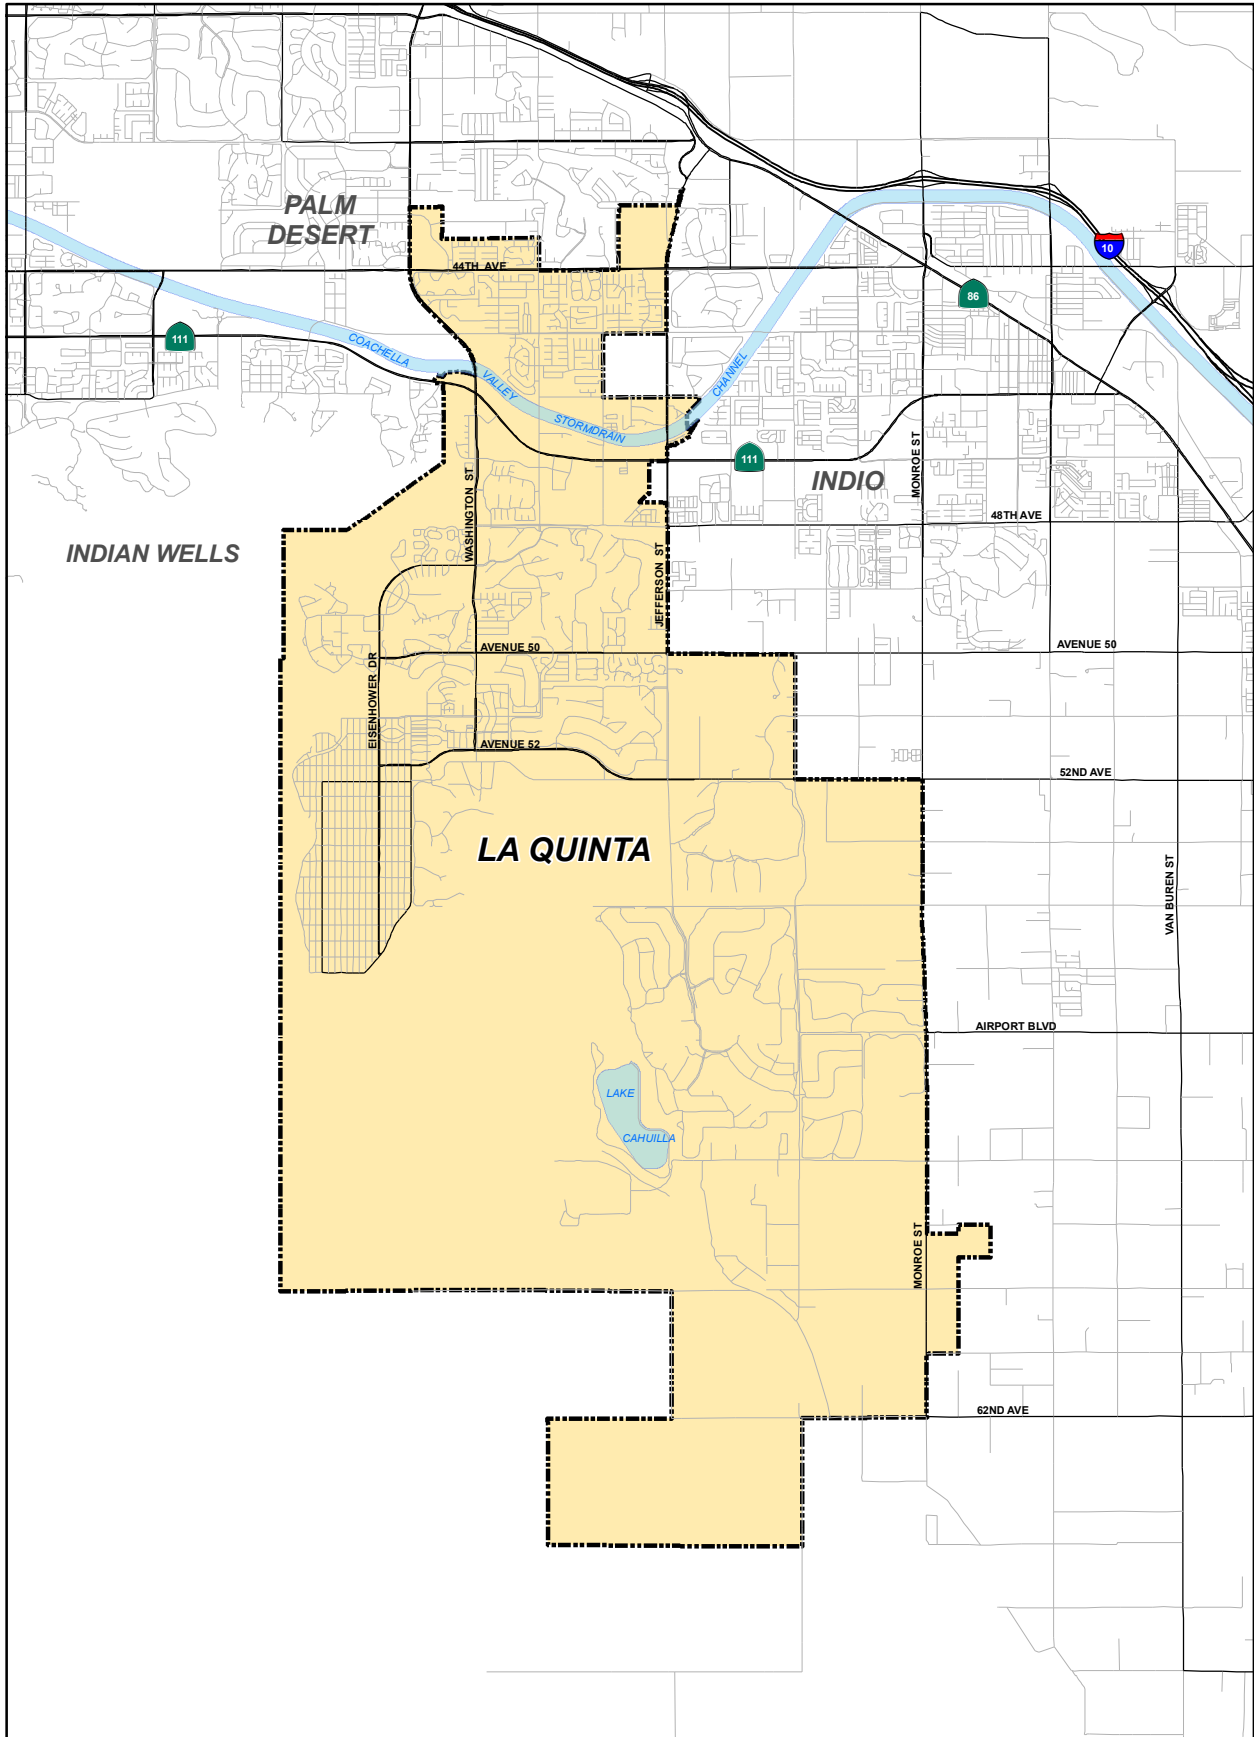 PALM
DESERT
10
44TH AVE
86
111
COACHELLA
VALLEY
STORMDRAIN
CHANNEL
111
INDIO
MONROE ST
WASHINGTON ST
48TH AVE
INDIAN WELLS
JEFFERSON ST
AVENUE 50
AVENUE 50
EISENHOWER DR
AVENUE 52
52ND AVE
LA QUINTA
VAN BUREN ST
AIRPORT BLVD
LAKE
CAHUILLA
MONROE ST
62ND AVE